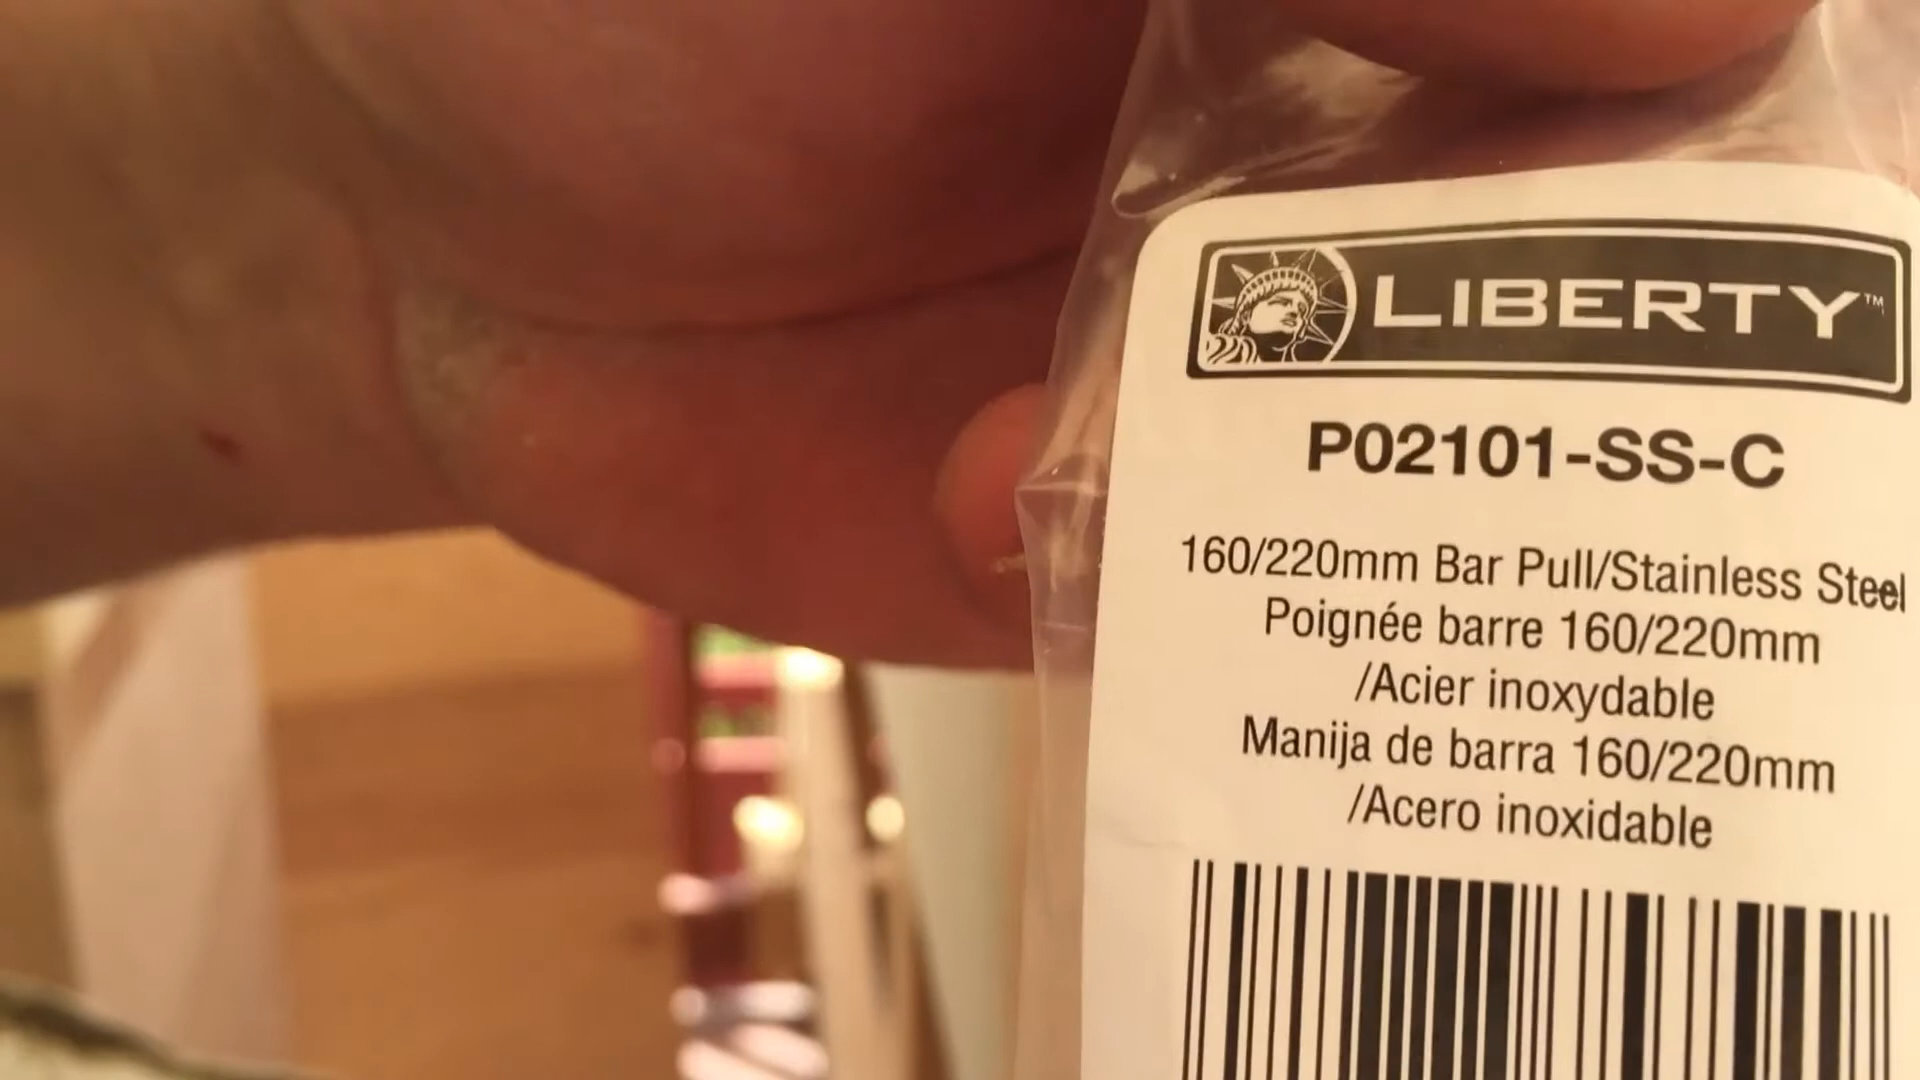 LIBERTY™
P02101-SS-C
160/220mm Bar Pull/Stainless Steel
Poignée barre 160/220mm
/Acier inoxydable
Manija de barra 160/220mm
/Acero inoxidable